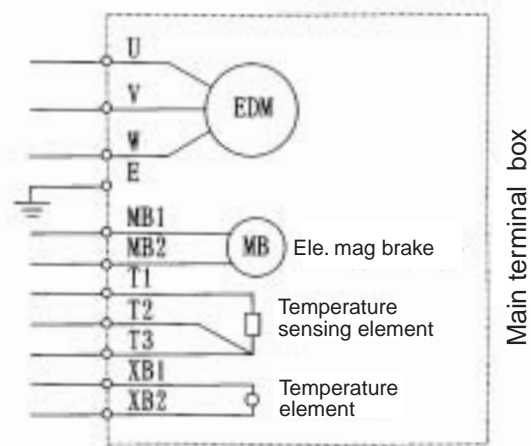 U
V
EDM
W
E
MB1
MB2
MB
Ele. mag brake
T1
T2
Temperature
sensing element
T3
XB1
XB2
Temperature
element
Main terminal box